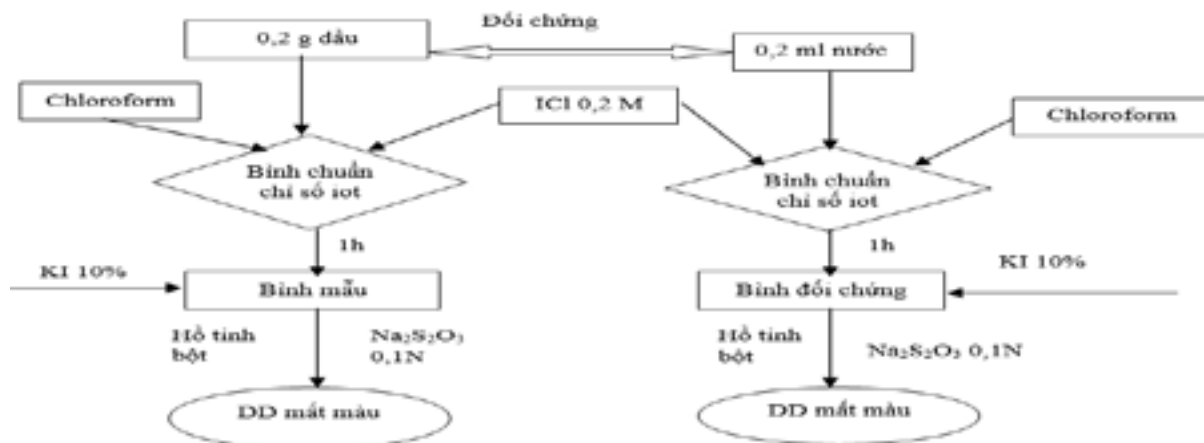 Đối chứng
0,2 g dầu
0,2 ml nước
Chloroform
ICl 0,2 M
Chloroform
Bình chuẩn
chỉ số iot
Bình chuẩn
chỉ số iot
1h
1h
KI 10%
KI 10%
Bình mẫu
Bình đối chứng
Hồ tinh
bột
Na₂S₂O₃
0,1N
Hồ tinh
bột
Na₂S₂O₃ 0,1N
DD mất màu
DD mất màu